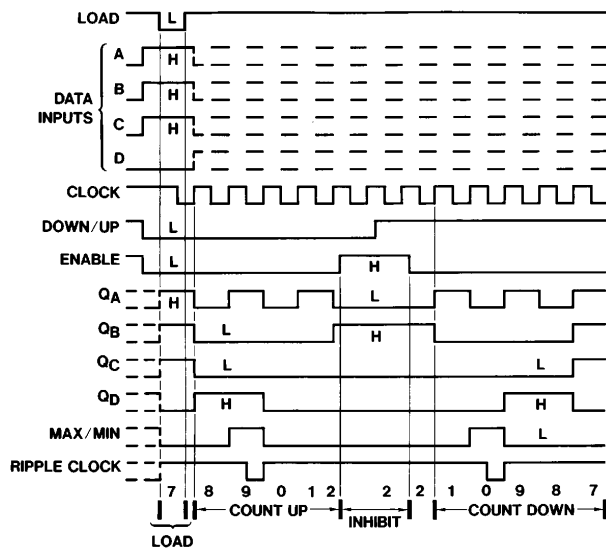 LOAD L
A H
B H
DATA INPUTS
C H
D
CLOCK
DOWN/UP L
ENABLE L H
QA H L
QB L H
QC L L
QD H H
MAX/MIN L
RIPPLE CLOCK
7 8 9 0 1 2 2 2 1 0 9 8 7
COUNT UP INHIBIT COUNT DOWN
LOAD